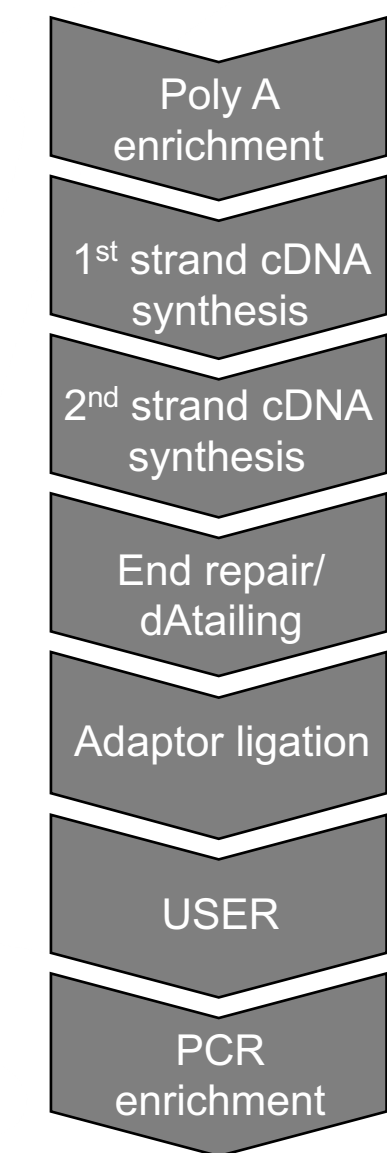 Poly A
enrichment
1st strand cDNA
synthesis
2nd strand cDNA
synthesis
End repair/
dAtailing
Adaptor ligation
USER
PCR
enrichment